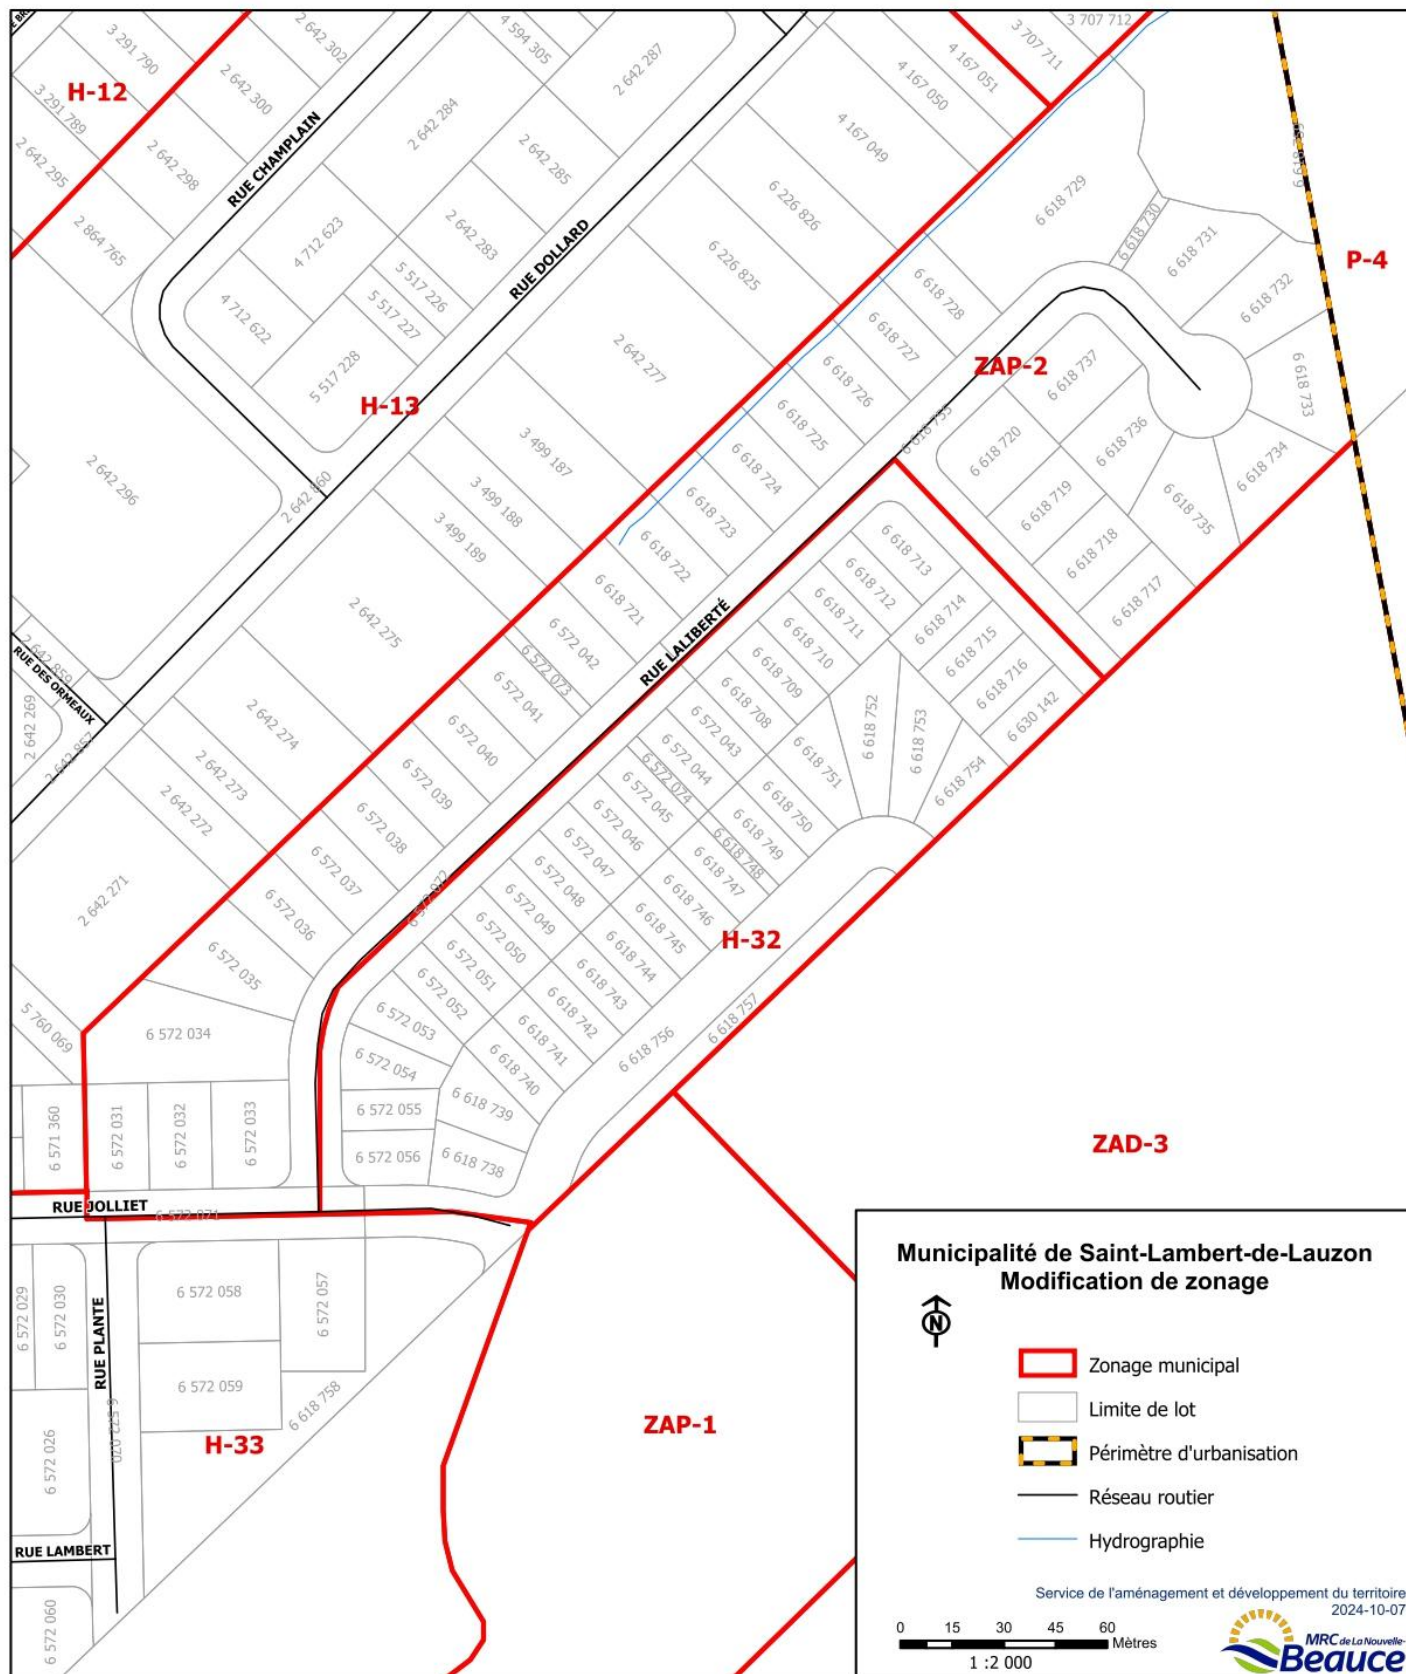 RUE BR
3 291 790
2 642 302
4 594 305
2 642 287
3 707 712
3 707 711
4 167 051
4 167 050
H-12
3 291 789
2 642 300
2 642 284
4 167 049
2 642 295
2 642 298
RUE CHAMPLAIN
2 642 285
6 618 729
6 226 826
2 864 765
4 712 623
2 642 283
RUE DOLLARD
6 226 825
6 618 730
6 618 731
6 618 732
P-4
4 712 622
5 517 226
5 517 227
5 517 228
6 618 728
6 618 727
2 642 277
6 618 726
ZAP-2
6 618 737
6 618 733
H-13
6 618 725
6 618 720
6 618 736
6 618 734
2 642 296
2 642 860
3 499 187
3 499 188
3 499 189
6 618 724
6 618 723
6 618 722
6 618 719
6 618 718
6 618 735
6 618 717
6 618 713
6 618 712
6 618 711
6 618 710
6 618 709
6 618 708
6 618 714
6 618 715
6 618 716
6 630 142
2 642 275
6 618 721
RUE LALIBERTÉ
6 572 042
6 572 073
6 572 041
6 572 040
2 642 859
RUE DES ORMEAUX
2 642 269
2 642 857
2 642 274
2 642 273
2 642 272
6 572 039
6 572 038
6 572 037
6 572 036
6 572 035
6 572 043
6 572 044
6 572 074
6 572 045
6 572 046
6 572 047
6 572 048
6 572 049
6 572 050
6 572 051
6 572 052
6 572 053
6 572 054
6 572 055
6 572 056
6 618 752
6 618 753
6 618 754
6 618 751
6 618 750
6 618 749
6 618 748
6 618 747
6 618 746
6 618 745
6 618 744
6 618 743
6 618 742
6 618 741
6 618 740
6 618 739
6 618 738
H-32
2 642 271
5 760 069
6 572 034
6 618 757
6 618 756
6 571 360
6 572 031
6 572 032
6 572 033
ZAD-3
RUE JOLLIET
6 572 071
6 572 029
6 572 030
RUE PLANTE
6 572 058
6 572 057
6 572 059
6 618 758
6 572 026
6 572 070
H-33
ZAP-1
RUE LAMBERT
6 572 060
Municipalité de Saint-Lambert-de-Lauzon
Modification de zonage
N
Zonage municipal
Limite de lot
Périmètre d'urbanisation
Réseau routier
Hydrographie
Service de l'aménagement et développement du territoire
2024-10-07
0 15 30 45 60
Mètres
1 :2 000
MRC de La Nouvelle-
Beauce